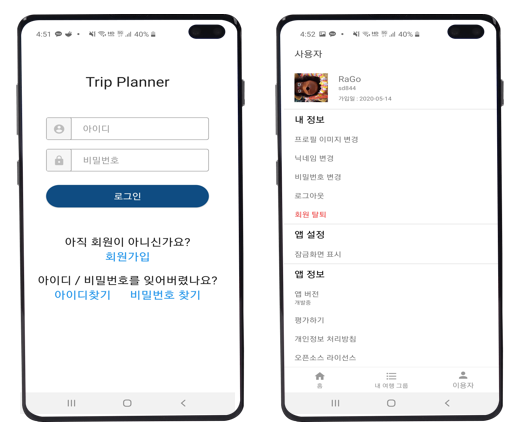 4:51 40%
Trip Planner
아이디
비밀번호
로그인
아직 회원이 아니신가요?
회원가입
아이디 / 비밀번호를 잊어버렸나요?
아이디찾기 비밀번호 찾기
4:52 40%
사용자
RaGo
sd844
가입일 : 2020-05-14
내 정보
프로필 이미지 변경
닉네임 변경
비밀번호 변경
로그아웃
회원 탈퇴
앱 설정
잠금화면 표시
앱 정보
앱 버전
개발중
평가하기
개인정보 처리방침
오픈소스 라이선스
홈 내 여행 그룹 이용자